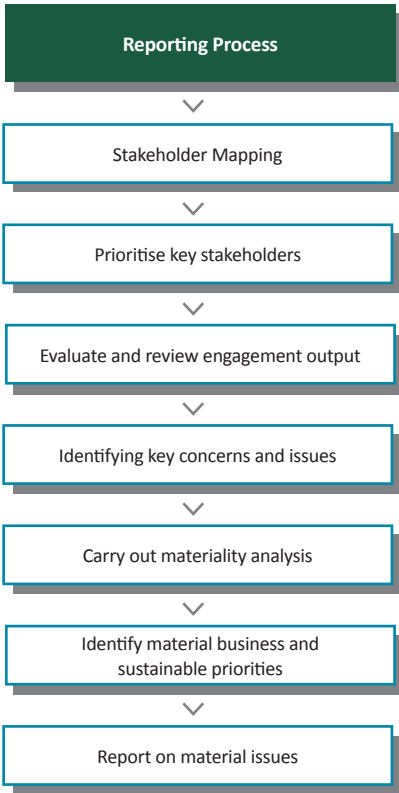 Reporting Process
Stakeholder Mapping
Prioritise key stakeholders
Evaluate and review engagement output
Identifying key concerns and issues
Carry out materiality analysis
Identify material business and
sustainable priorities
Report on material issues